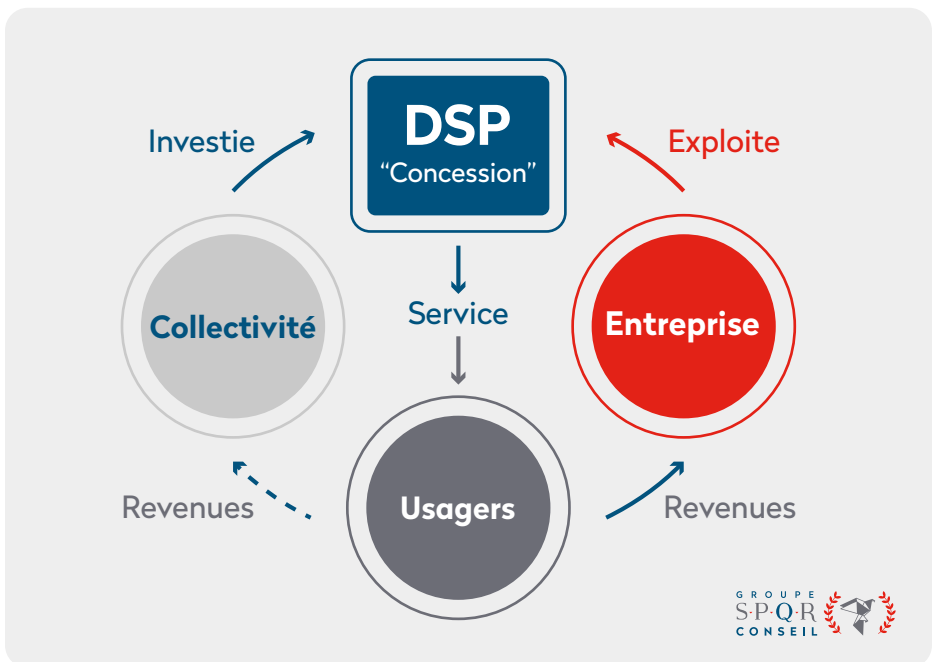 DSP
“Concession”
Investie
Exploite
Collectivité
Service
Entreprise
Revenues
Usagers
Revenues
GROUPE
S·P·Q·R
CONSEIL